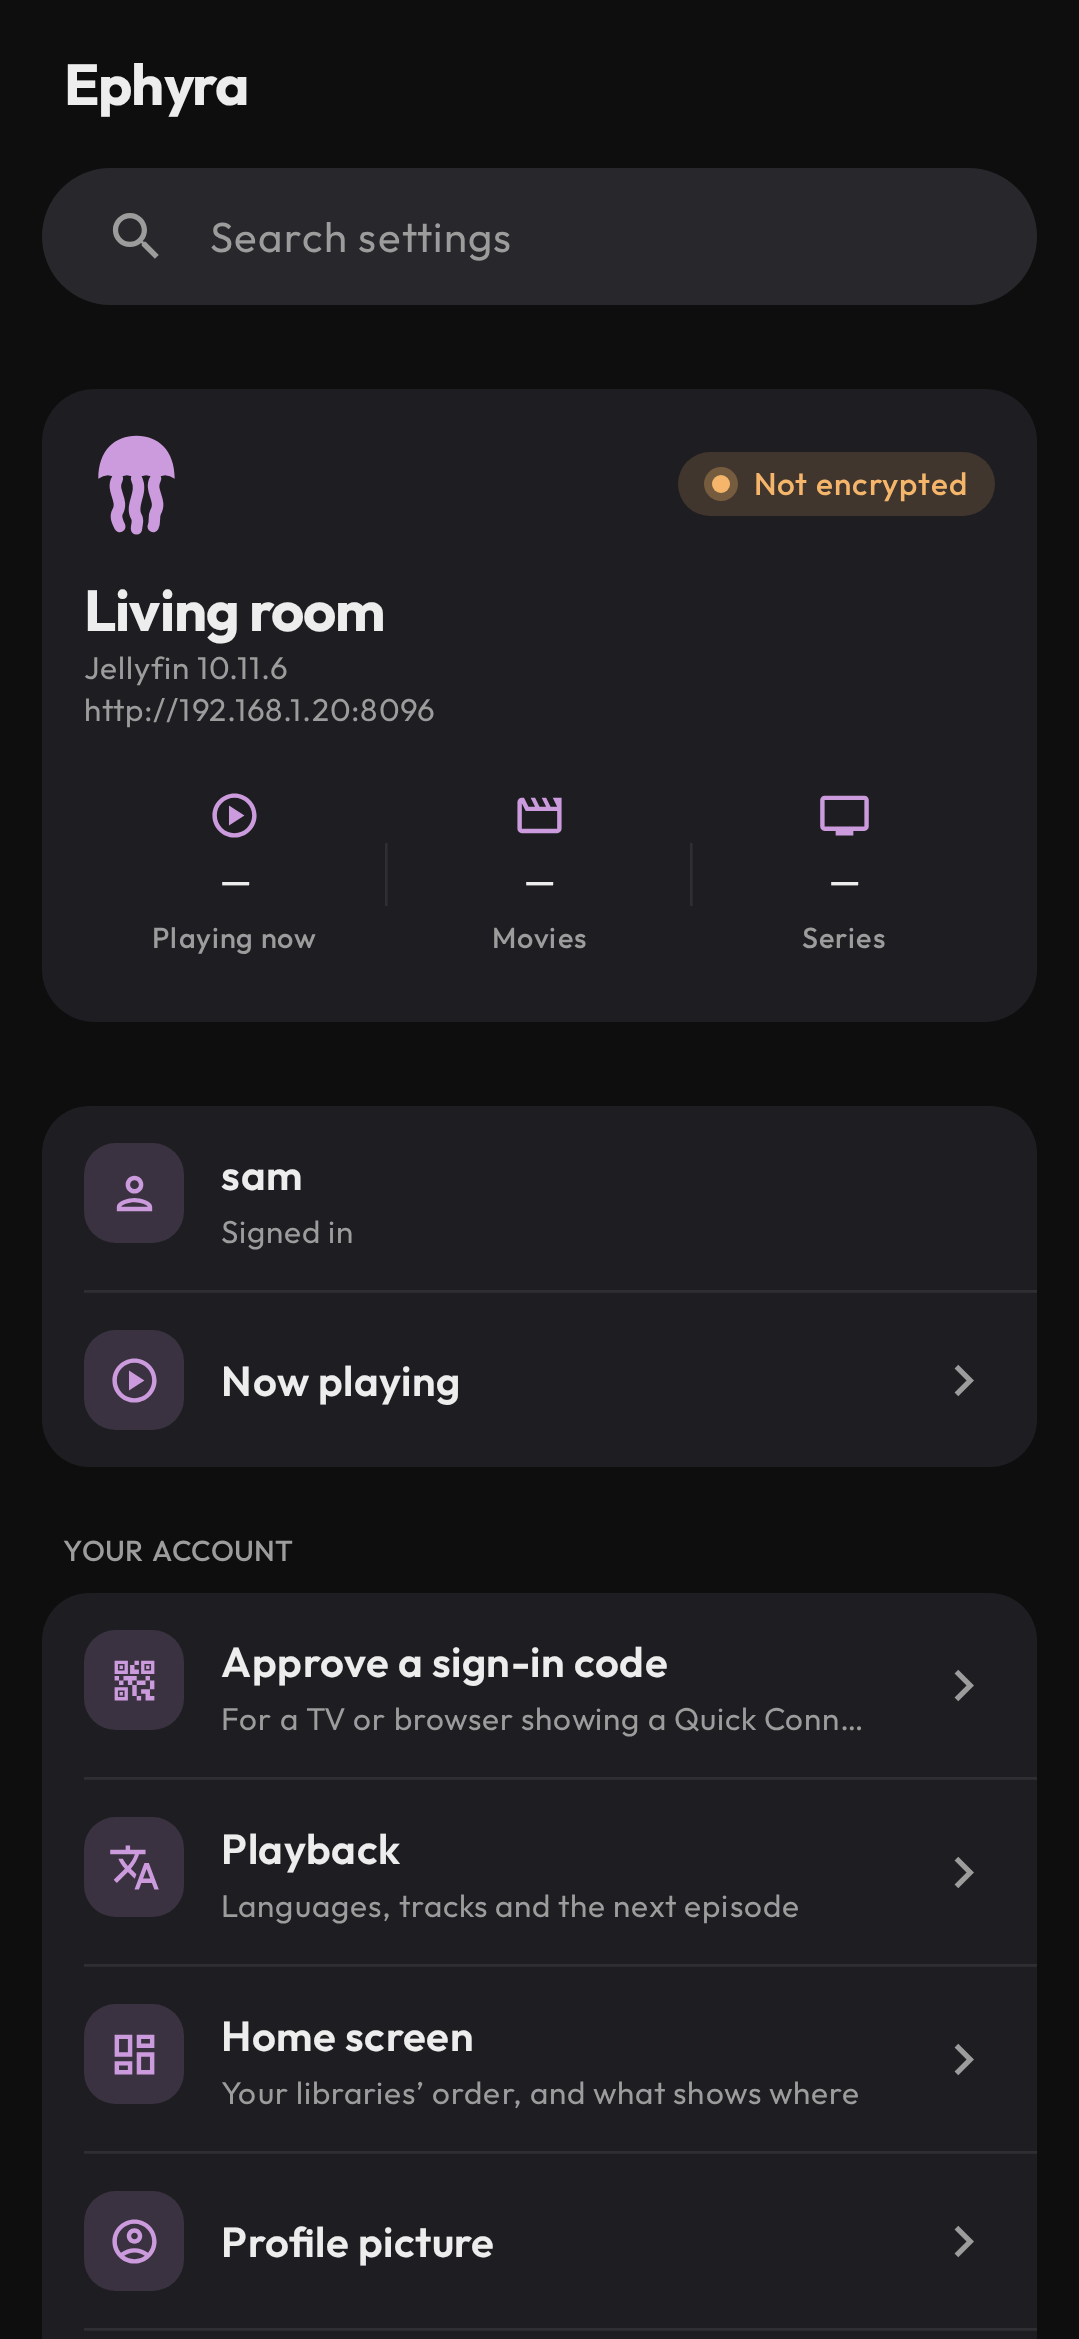 Ephyra
Search settings
Not encrypted
Living room
Jellyfin 10.11.6
http://192.168.1.20:8096
– – –
Playing now Movies Series
sam
Signed in
Now playing
YOUR ACCOUNT
Approve a sign-in code
For a TV or browser showing a Quick Conn…
Playback
Languages, tracks and the next episode
Home screen
Your libraries’ order, and what shows where
Profile picture